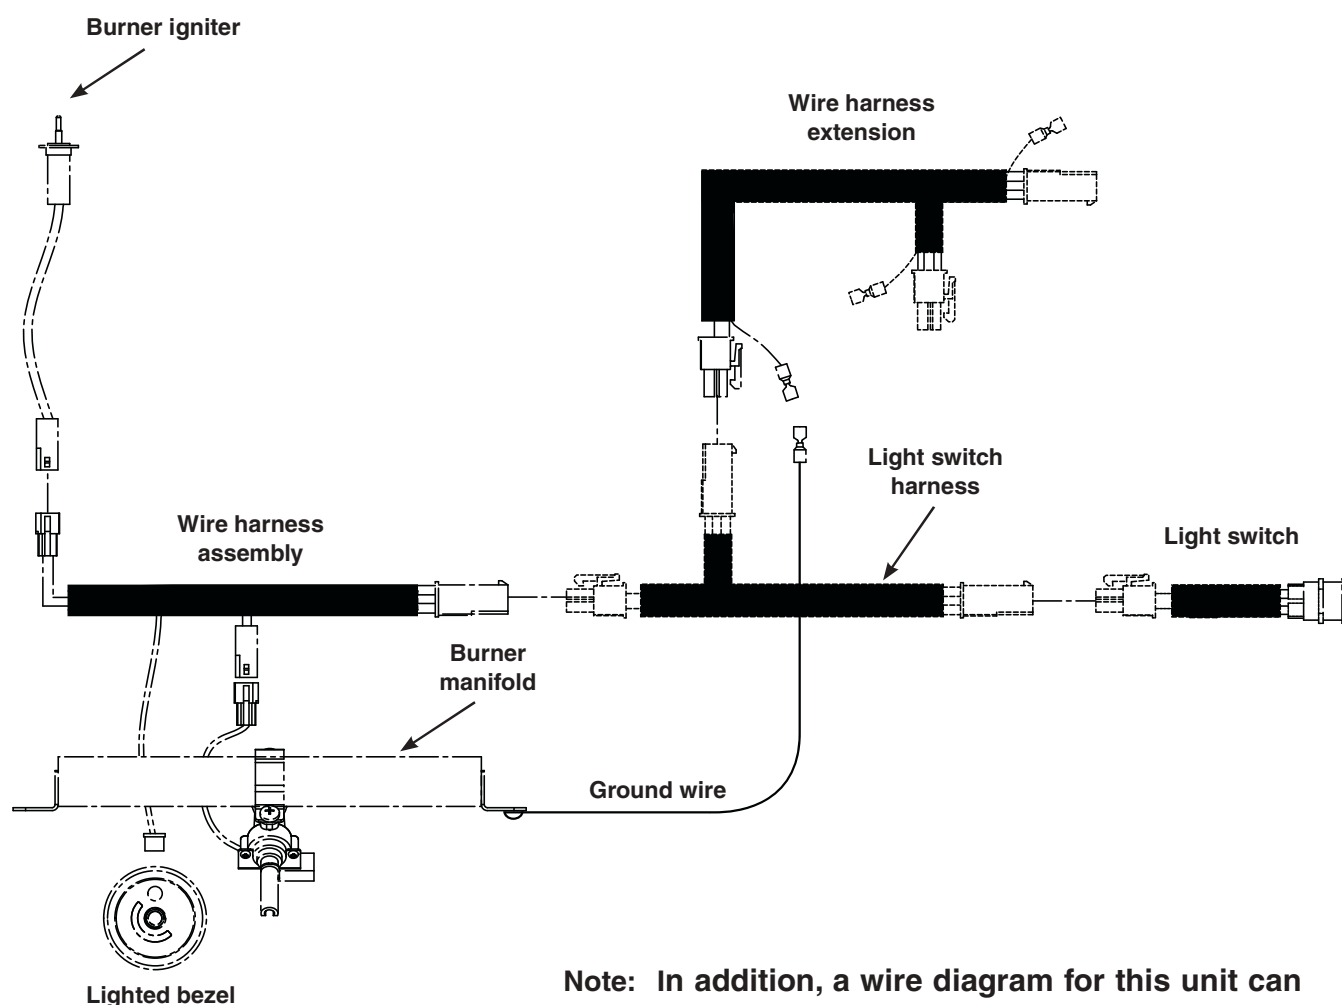 Burner igniter
Wire harness
extension
Light switch
harness
Light switch
Wire harness
assembly
Burner
manifold
Ground wire
Lighted bezel
Note: In addition, a wire diagram for this unit can